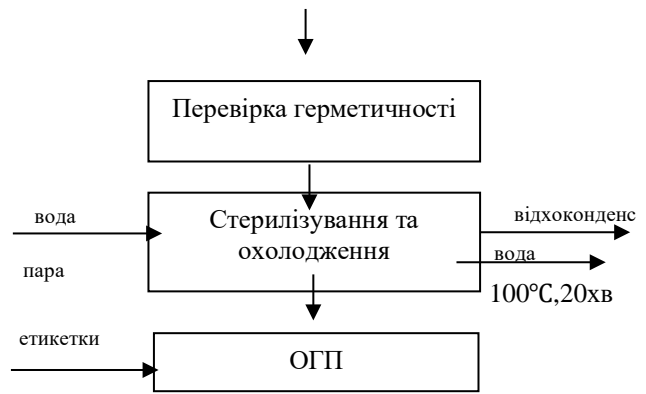 Перевірка герметичності
вода
Стерилізування та
охолодження
відхоконденс
вода
пара
100℃,20хв
етикетки
ОГП